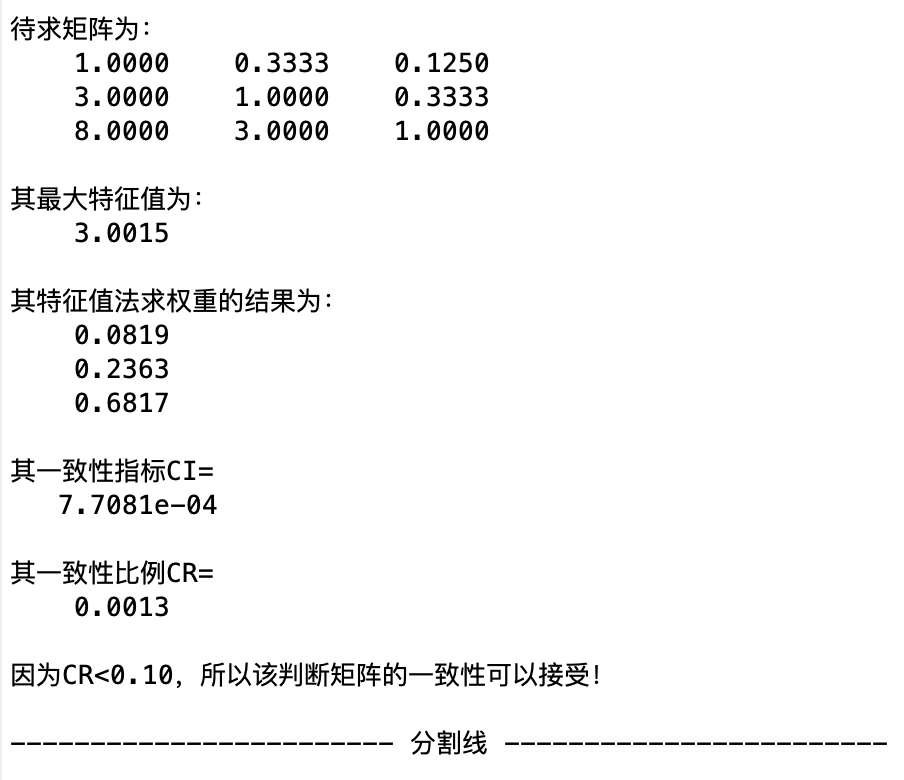 待求矩阵为：
1.0000    0.3333    0.1250
3.0000    1.0000    0.3333
8.0000    3.0000    1.0000
其最大特征值为：
3.0015
其特征值法求权重的结果为：
0.0819
0.2363
0.6817
其一致性指标CI=
7.7081e-04
其一致性比例CR=
0.0013
因为CR<0.10，所以该判断矩阵的一致性可以接受！
------------------------ 分割线 ------------------------